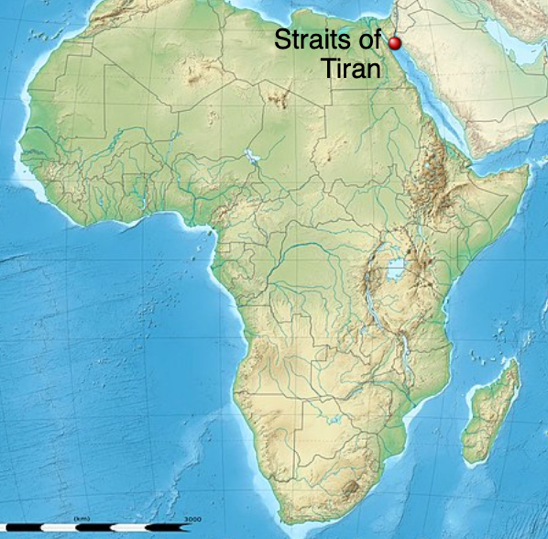 Straits of
Tiran
(km)
3000